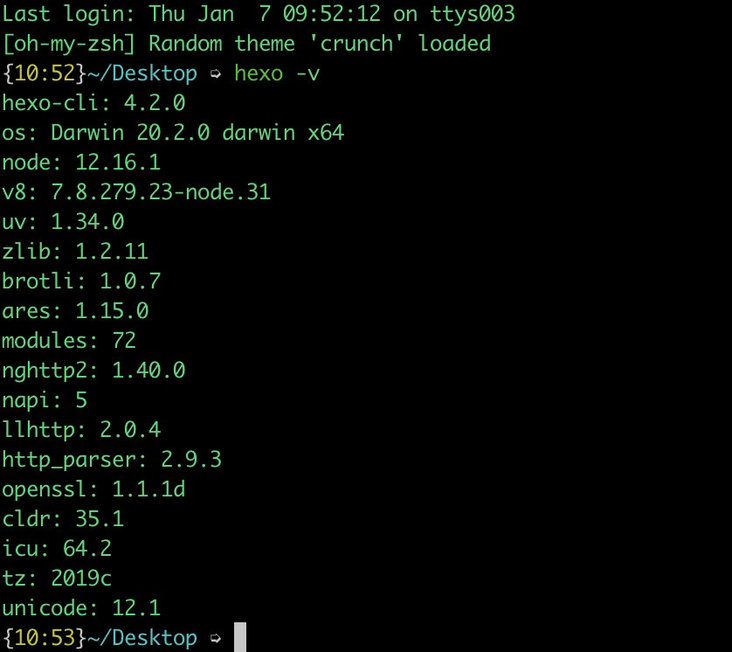 Last login: Thu Jan  7 09:52:12 on ttys003
[oh-my-zsh] Random theme 'crunch' loaded
{10:52}~/Desktop ➭ hexo -v
hexo-cli: 4.2.0
os: Darwin 20.2.0 darwin x64
node: 12.16.1
v8: 7.8.279.23-node.31
uv: 1.34.0
zlib: 1.2.11
brotli: 1.0.7
ares: 1.15.0
modules: 72
nghttp2: 1.40.0
napi: 5
llhttp: 2.0.4
http_parser: 2.9.3
openssl: 1.1.1d
cldr: 35.1
icu: 64.2
tz: 2019c
unicode: 12.1
{10:53}~/Desktop ➭